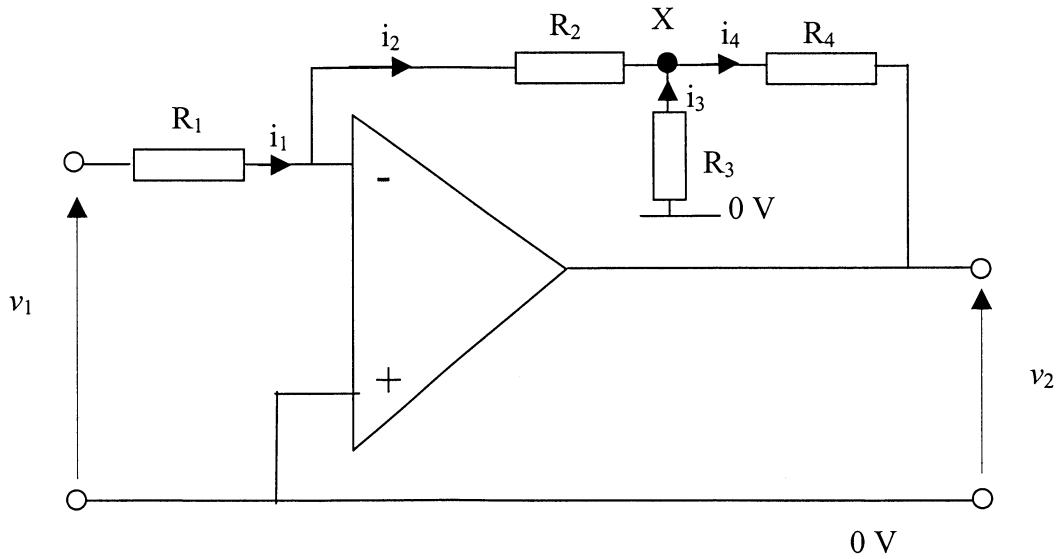 X
i₂
R₂
i₄
R₄
i₃
R₁
i₁
R₃
-
0 V
v₁
+
v₂
0 V